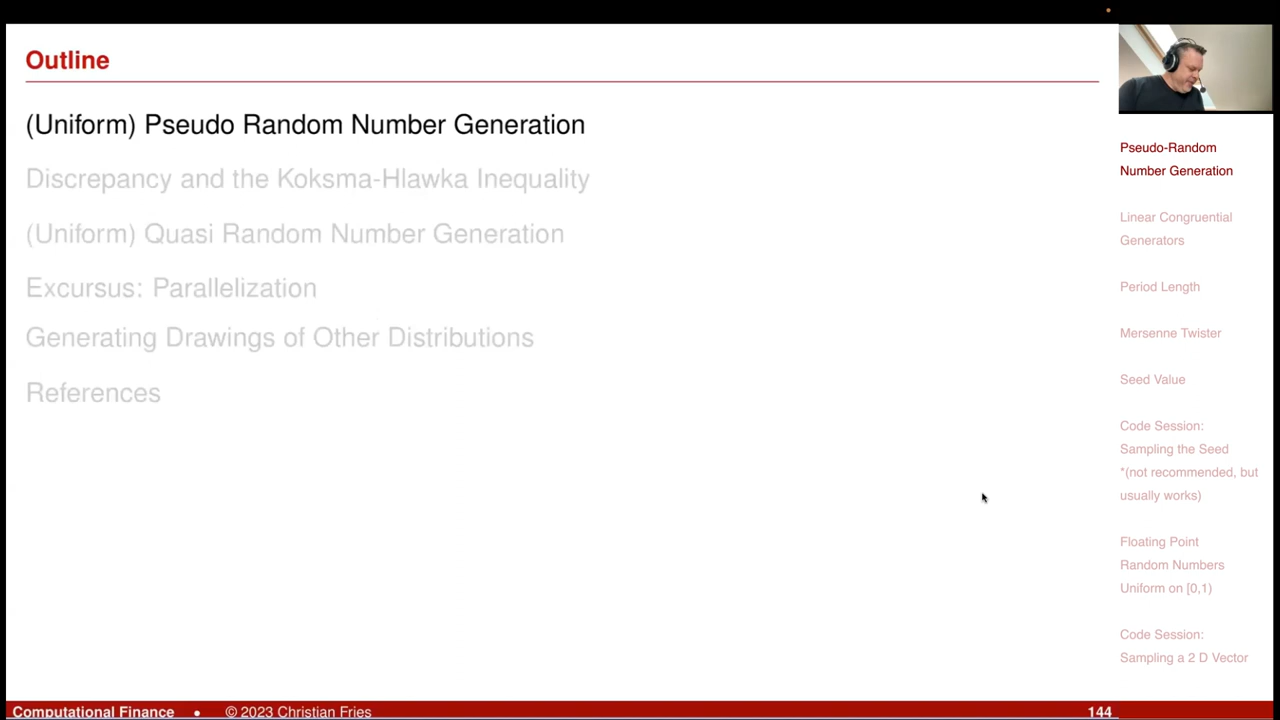 Outline
(Uniform) Pseudo Random Number Generation
Discrepancy and the Koksma-Hlawka Inequality
(Uniform) Quasi Random Number Generation
Excursus: Parallelization
Generating Drawings of Other Distributions
References
Pseudo-Random
Number Generation
Linear Congruential
Generators
Period Length
Mersenne Twister
Seed Value
Code Session:
Sampling the Seed
*(not recommended, but
usually works)
Floating Point
Random Numbers
Uniform on [0,1)
Code Session:
Sampling a 2 D Vector
Computational Finance • © 2023 Christian Fries 144